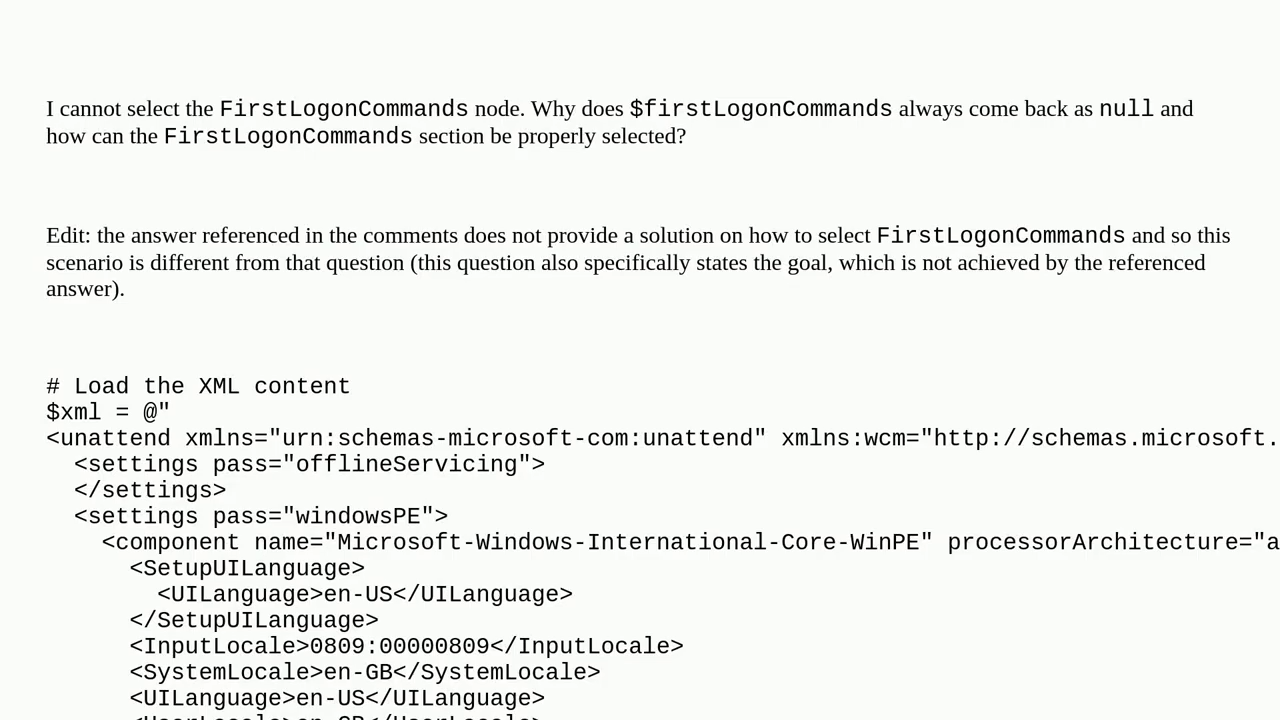 I cannot select the FirstLogonCommands node. Why does $firstLogonCommands always come back as null and
how can the FirstLogonCommands section be properly selected?
Edit: the answer referenced in the comments does not provide a solution on how to select FirstLogonCommands and so this
scenario is different from that question (this question also specifically states the goal, which is not achieved by the referenced
answer).
# Load the XML content
$xml = @"
<unattend xmlns="urn:schemas-microsoft-com:unattend" xmlns:wcm="http://schemas.microsoft.
  <settings pass="offlineServicing">
  </settings>
  <settings pass="windowsPE">
    <component name="Microsoft-Windows-International-Core-WinPE" processorArchitecture="a
      <SetupUILanguage>
        <UILanguage>en-US</UILanguage>
      </SetupUILanguage>
      <InputLocale>0809:00000809</InputLocale>
      <SystemLocale>en-GB</SystemLocale>
      <UILanguage>en-US</UILanguage>
      <UserLocale>en-GB</UserLocale>